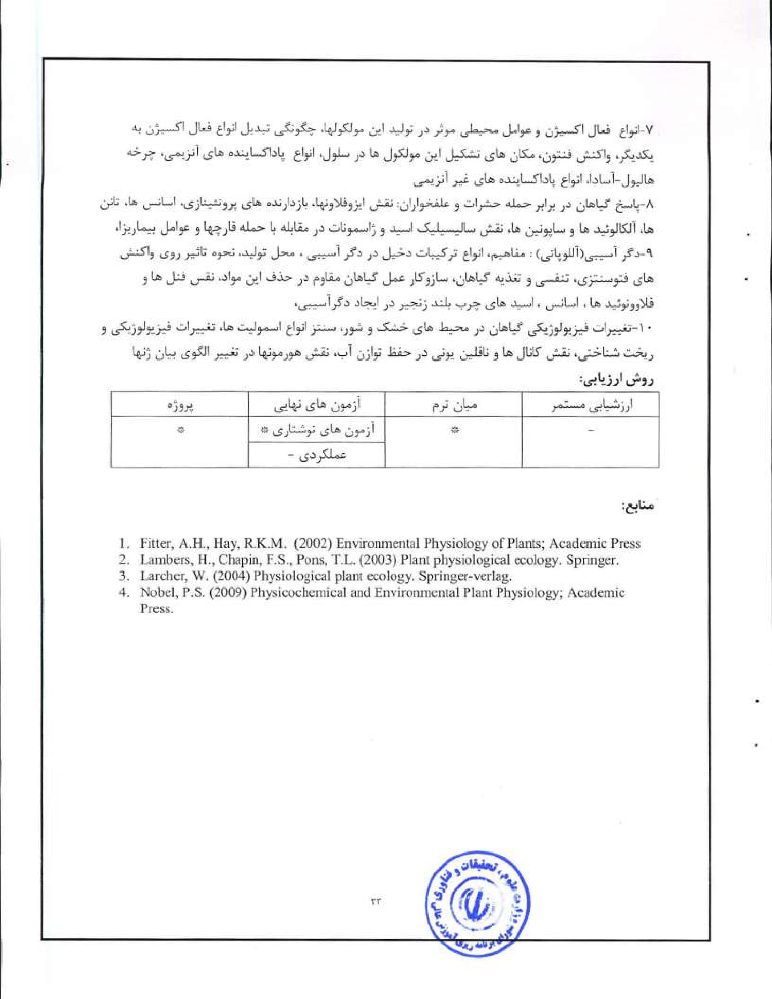 ۷-انواع فعال اکسیژن و عوامل محیطی موثر در تولید این مولکولها، چگونگی تبدیل انواع فعال اکسیژن به
یکدیگر، واکنش فنتون، مکان های تشکیل این مولکول ها در سلول، انواع پاداکساینده های آنزیمی، چرخه
هالیول-آسادا، انواع پاداکساینده های غیر آنزیمی
۸-پاسخ گیاهان در برابر حمله حشرات و علفخواران: نقش ایزوفلاونها، بازدارنده های پروتئینازی، اسانس ها، تانن
ها، آلکالوئید ها و ساپونین ها، نقش سالیسیلیک اسید و ژاسمونات در مقابله با حمله قارچها و عوامل بیماریزا،
۹-دگر آسیبی(آللوپاتی) : مفاهیم، انواع ترکیبات دخیل در دگر آسیبی ، محل تولید، نحوه تاثیر روی واکنش
های فتوسنتزی، تنفسی و تغذیه گیاهان، سازوکار عمل گیاهان مقاوم در حذف این مواد، نقس فنل ها و
فلاوونوئید ها ، اسانس ، اسید های چرب بلند زنجیر در ایجاد دگرآسیبی،
۱۰-تغییرات فیزیولوژیکی گیاهان در محیط های خشک و شور، سنتز انواع اسمولیت ها، تغییرات فیزیولوژیکی و
ریخت شناختی، نقش کانال ها و ناقلین یونی در حفظ توازن آب، نقش هورمونها در تغییر الگوی بیان ژنها
روش ارزیابی:
ارزشیابی مستمر میان ترم آزمون های نهایی پروژه
- * آزمون های نوشتاری * *
عملکردی -
منابع:
1. Fitter, A.H., Hay, R.K.M. (2002) Environmental Physiology of Plants; Academic Press
2. Lambers, H., Chapin, F.S., Pons, T.L. (2003) Plant physiological ecology. Springer.
3. Larcher, W. (2004) Physiological plant ecology. Springer-verlag.
4. Nobel, P.S. (2009) Physicochemical and Environmental Plant Physiology; Academic
Press.
وزارت علوم، تحقیقات و فناوری
شورای برنامه ریزی آموزش عالی